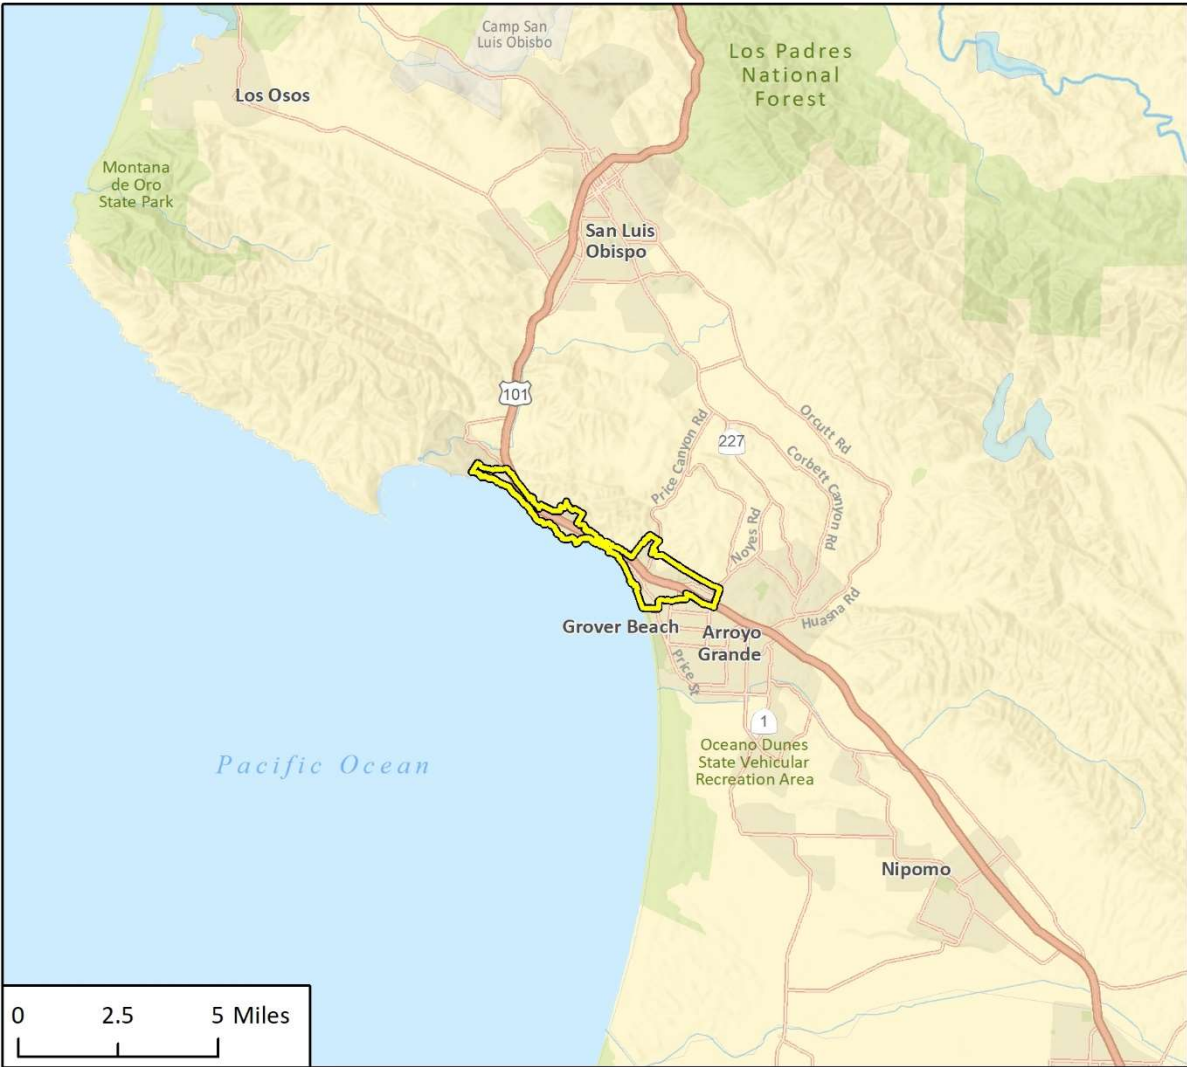 Camp San
Luis Obisbo
Los Padres
National
Forest
Los Osos
Montana
de Oro
State Park
San Luis
Obispo
101
Orcutt Rd
Price Canyon Rd
227
Corbett Canyon Rd
Noyes Rd
Huasna Rd
Grover Beach
Arroyo
Grande
Price St
1
Oceano Dunes
State Vehicular
Recreation Area
Pacific Ocean
Nipomo
0 2.5 5 Miles